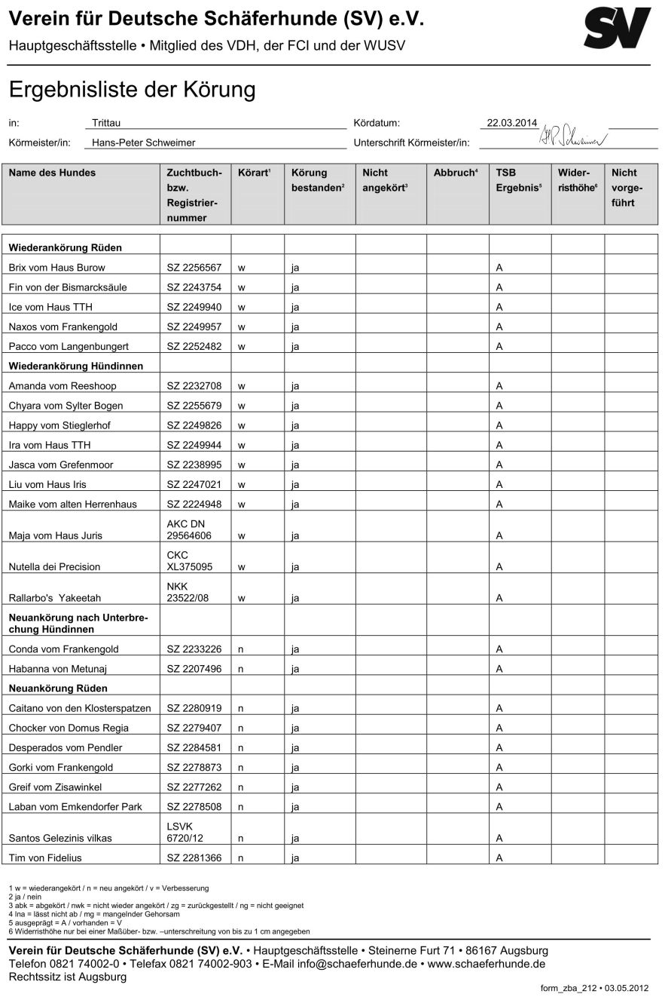 Verein für Deutsche Schäferhunde (SV) e.V.
SV
Hauptgeschäftsstelle • Mitglied des VDH, der FCI und der WUSV
Ergebnisliste der Körung
in: Trittau Kördatum: 22.03.2014
Körmeister/in: Hans-Peter Schweimer Unterschrift Körmeister/in: H.P. Schweimer
Name des Hundes Zuchtbuch- Körart¹ Körung Nicht Abbruch⁴ TSB Wider- Nicht
bzw. bestanden² angekört³ Ergebnis⁵ risthöhe⁶ vorge-
Registrier- führt
nummer
Wiederankörung Rüden
Brix vom Haus Burow SZ 2256567 w ja A
Fin von der Bismarcksäule SZ 2243754 w ja A
Ice vom Haus TTH SZ 2249940 w ja A
Naxos vom Frankengold SZ 2249957 w ja A
Pacco vom Langenbungert SZ 2252482 w ja A
Wiederankörung Hündinnen
Amanda vom Reeshoop SZ 2232708 w ja A
Chyara vom Sylter Bogen SZ 2255679 w ja A
Happy vom Stieglerhof SZ 2249826 w ja A
Ira vom Haus TTH SZ 2249944 w ja A
Jasca vom Grefenmoor SZ 2238995 w ja A
Liu vom Haus Iris SZ 2247021 w ja A
Maike vom alten Herrenhaus SZ 2224948 w ja A
AKC DN
Maja vom Haus Juris 29564606 w ja A
CKC
Nutella dei Precision XL375095 w ja A
NKK
Rallarbo's Yakeetah 23522/08 w ja A
Neuankörung nach Unterbre-
chung Hündinnen
Conda vom Frankengold SZ 2233226 n ja A
Habanna von Metunaj SZ 2207496 n ja A
Neuankörung Rüden
Caitano von den Klosterspatzen SZ 2280919 n ja A
Chocker von Domus Regia SZ 2279407 n ja A
Desperados vom Pendler SZ 2284581 n ja A
Gorki vom Frankengold SZ 2278873 n ja A
Greif vom Zisawinkel SZ 2277262 n ja A
Laban vom Emkendorfer Park SZ 2278508 n ja A
LSVK
Santos Gelezinis vilkas 6720/12 n ja A
Tim von Fidelius SZ 2281366 n ja A
1 w = wiederangekört / n = neu angekört / v = Verbesserung
2 ja / nein
3 abk = abgekört / nwk = nicht wieder angekört / zg = zurückgestellt / ng = nicht geeignet
4 lna = lässt nicht ab / mg = mangelnder Gehorsam
5 ausgeprägt = A / vorhanden = V
6 Widerristhöhe nur bei einer Maßüber- bzw. –unterschreitung von bis zu 1 cm angegeben
Verein für Deutsche Schäferhunde (SV) e.V. • Hauptgeschäftsstelle • Steinerne Furt 71 • 86167 Augsburg
Telefon 0821 74002-0 • Telefax 0821 74002-903 • E-Mail info@schaeferhunde.de • www.schaeferhunde.de
Rechtssitz ist Augsburg
form_zba_212 • 03.05.2012